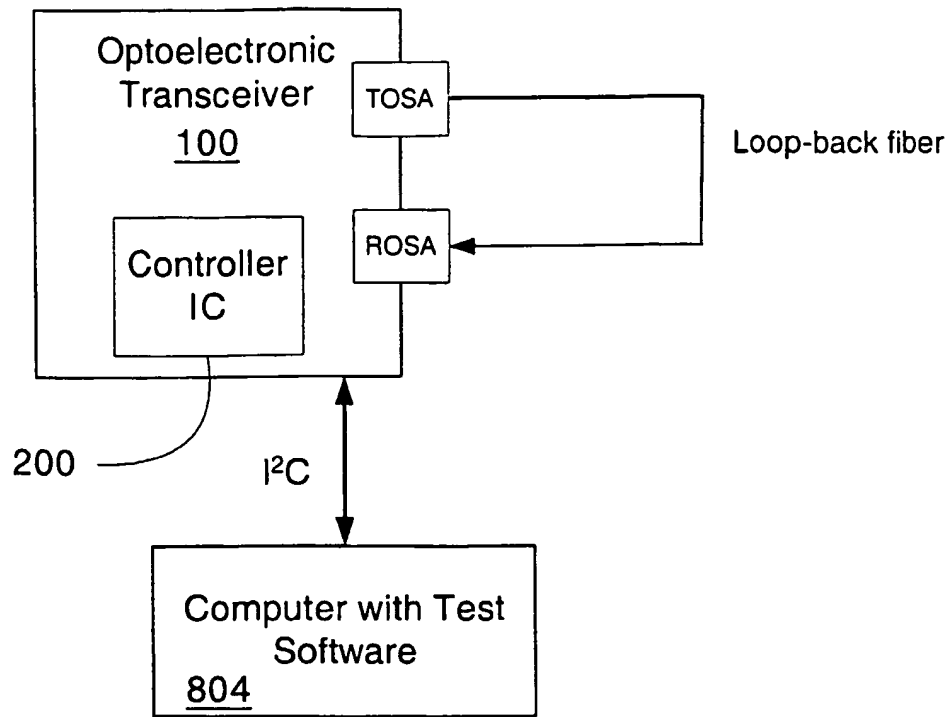 Optoelectronic
Transceiver
100
TOSA
Loop-back fiber
ROSA
Controller
IC
200
I²C
Computer with Test
Software
804